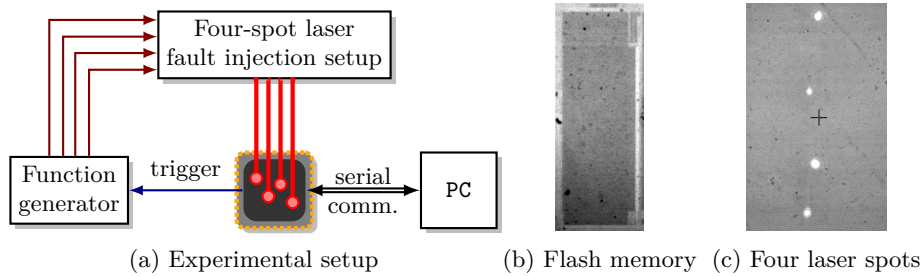 Four-spot laser
fault injection setup
Function
generator
trigger
serial
comm.
PC
(a) Experimental setup
(b) Flash memory
(c) Four laser spots